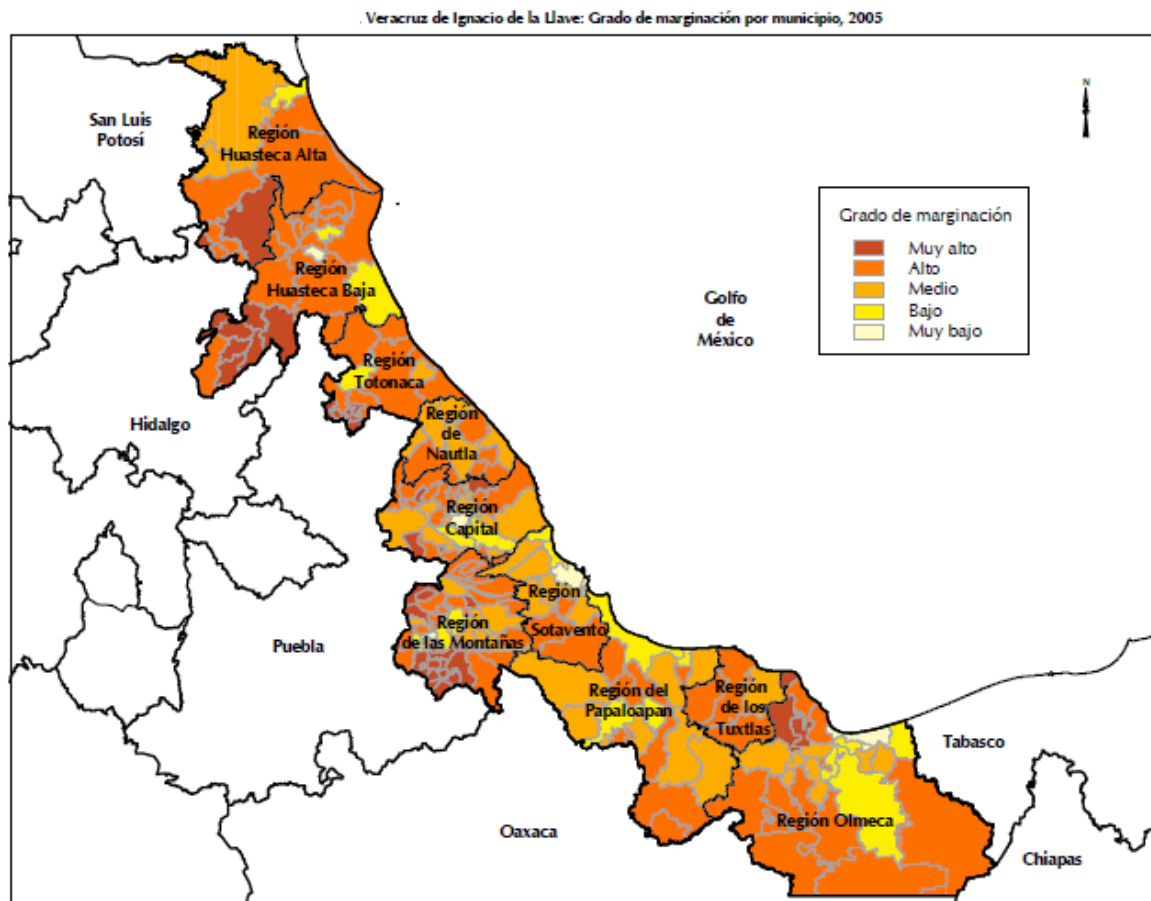 . Veracruz de Ignacio de la Llave: Grado de marginación por municipio, 2005
N
San Luis
Potosí
Región
Huasteca Alta
Grado de marginación
Muy alto
Alto
Medio
Bajo
Muy bajo
Región
Huasteca Baja
Golfo
de
México
Región
Totonaca
Hidalgo
Región
de
Nautla
Región
Capital
Región
Sotavento
Región
de las Montañas
Puebla
Región del
Papaloapan
Región
de los
Tuxtlas
Tabasco
Región Olmeca
Oaxaca
Chiapas